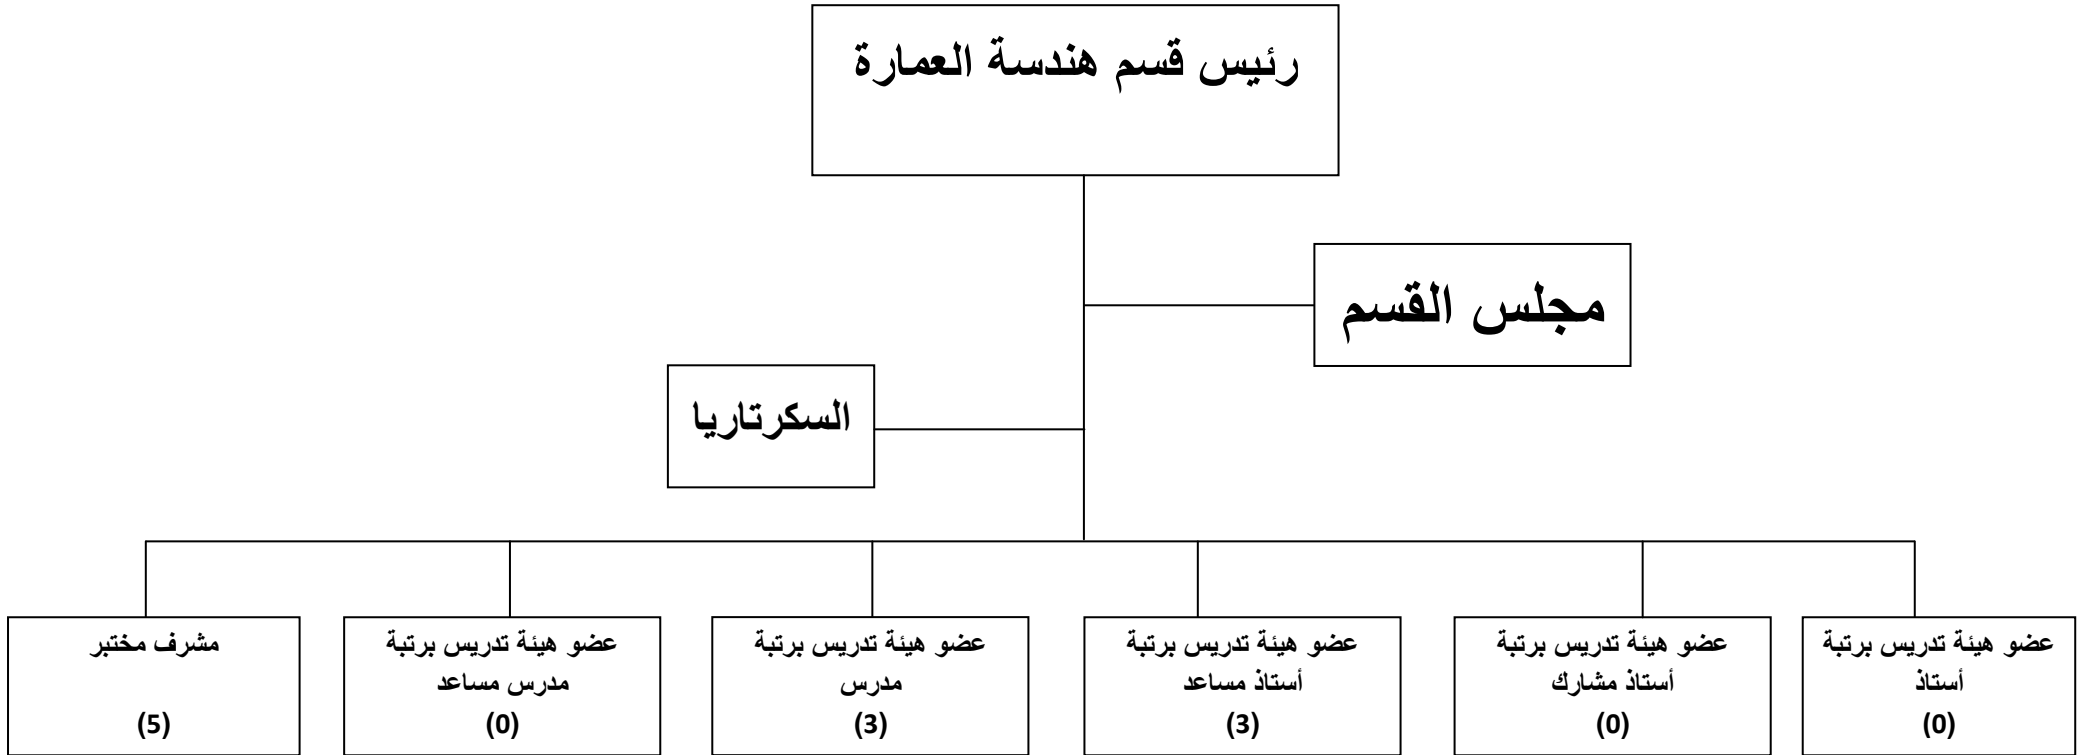 رئيس قسم هندسة العمارة
مجلس القسم
السكرتاريا
عضو هيئة تدريس برتبة
أستاذ
(0)
عضو هيئة تدريس برتبة
أستاذ مشارك
(0)
عضو هيئة تدريس برتبة
أستاذ مساعد
(3)
عضو هيئة تدريس برتبة
مدرس
(3)
عضو هيئة تدريس برتبة
مدرس مساعد
(0)
مشرف مختبر
(5)